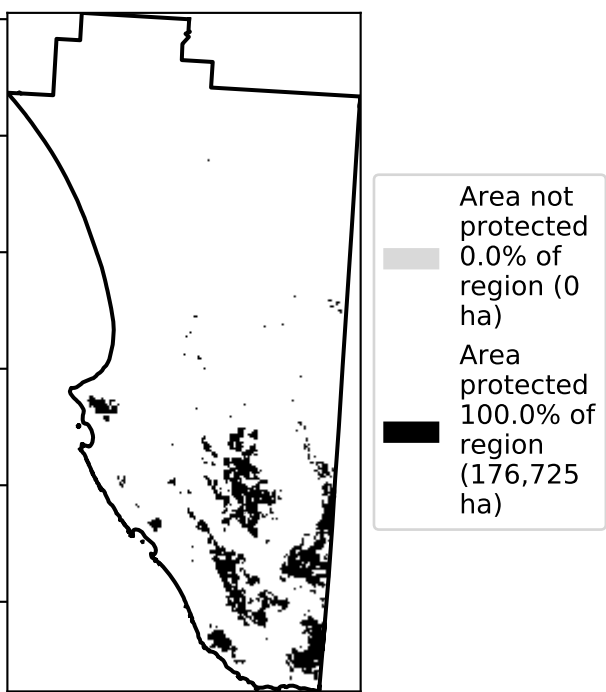 Area not
protected
0.0% of
region (0
ha)
Area
protected
100.0% of
region
(176,725
ha)